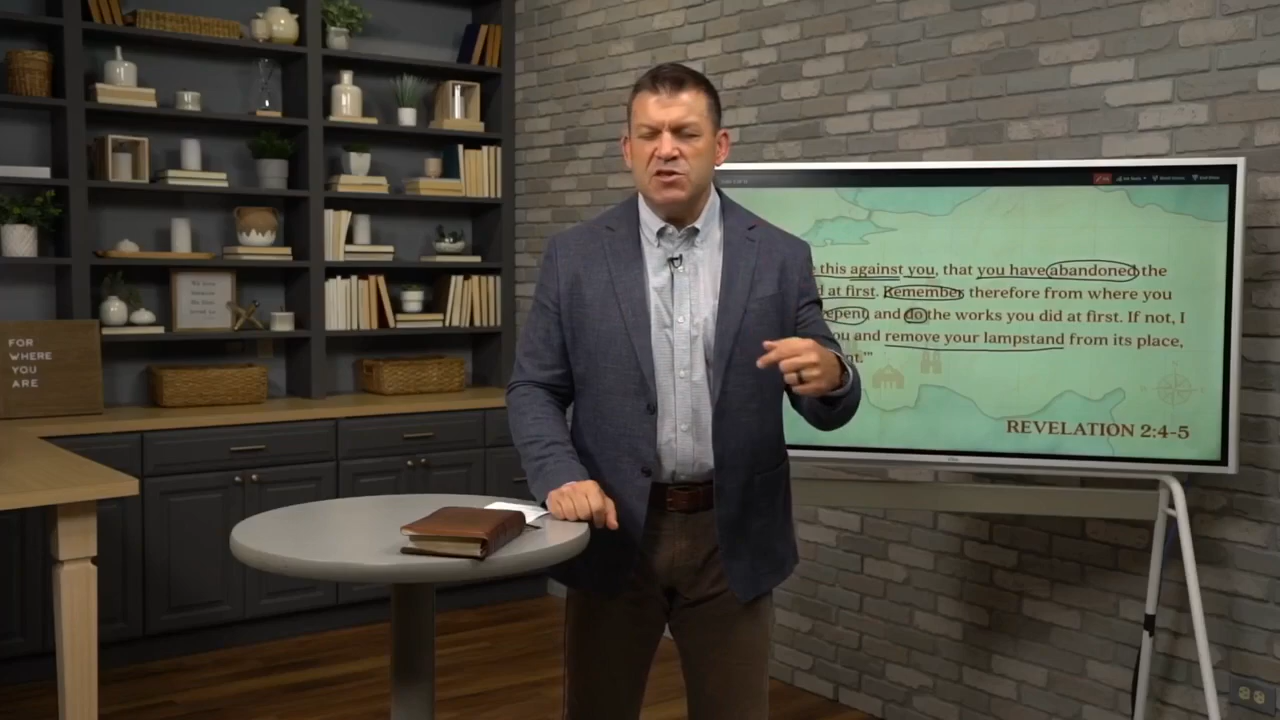 FOR
WHERE
YOU
ARE
this against you, that you have abandoned the
at first. Remember therefore from where you
epent and do the works you did at first. If not, I
you and remove your lampstand from its place,
nt.'"
REVELATION 2:4-5